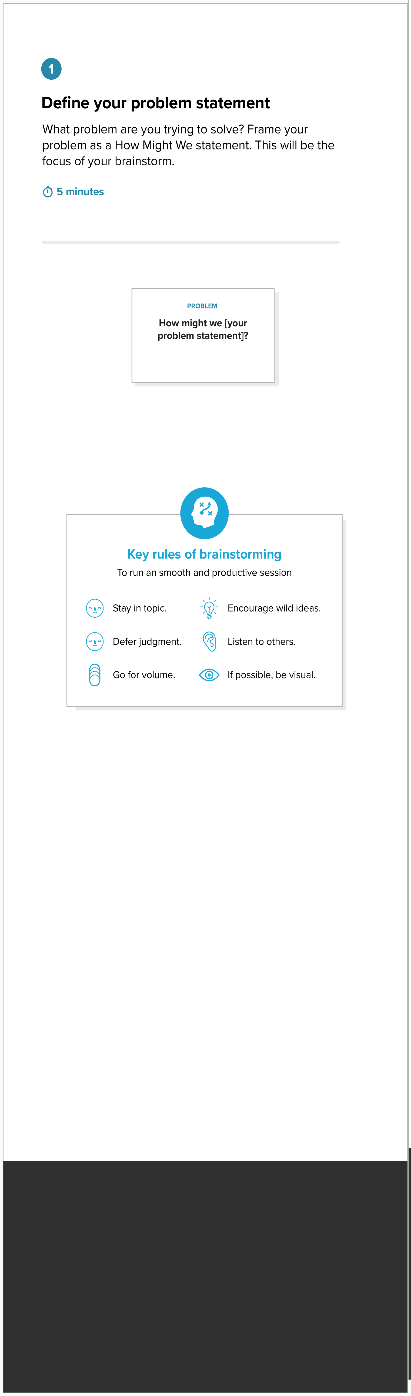 1
Define your problem statement
What problem are you trying to solve? Frame your
problem as a How Might We statement. This will be the
focus of your brainstorm.
5 minutes
PROBLEM
How might we [your
problem statement]?
Key rules of brainstorming
To run an smooth and productive session
Stay in topic.
Encourage wild ideas.
Defer judgment.
Listen to others.
Go for volume.
If possible, be visual.